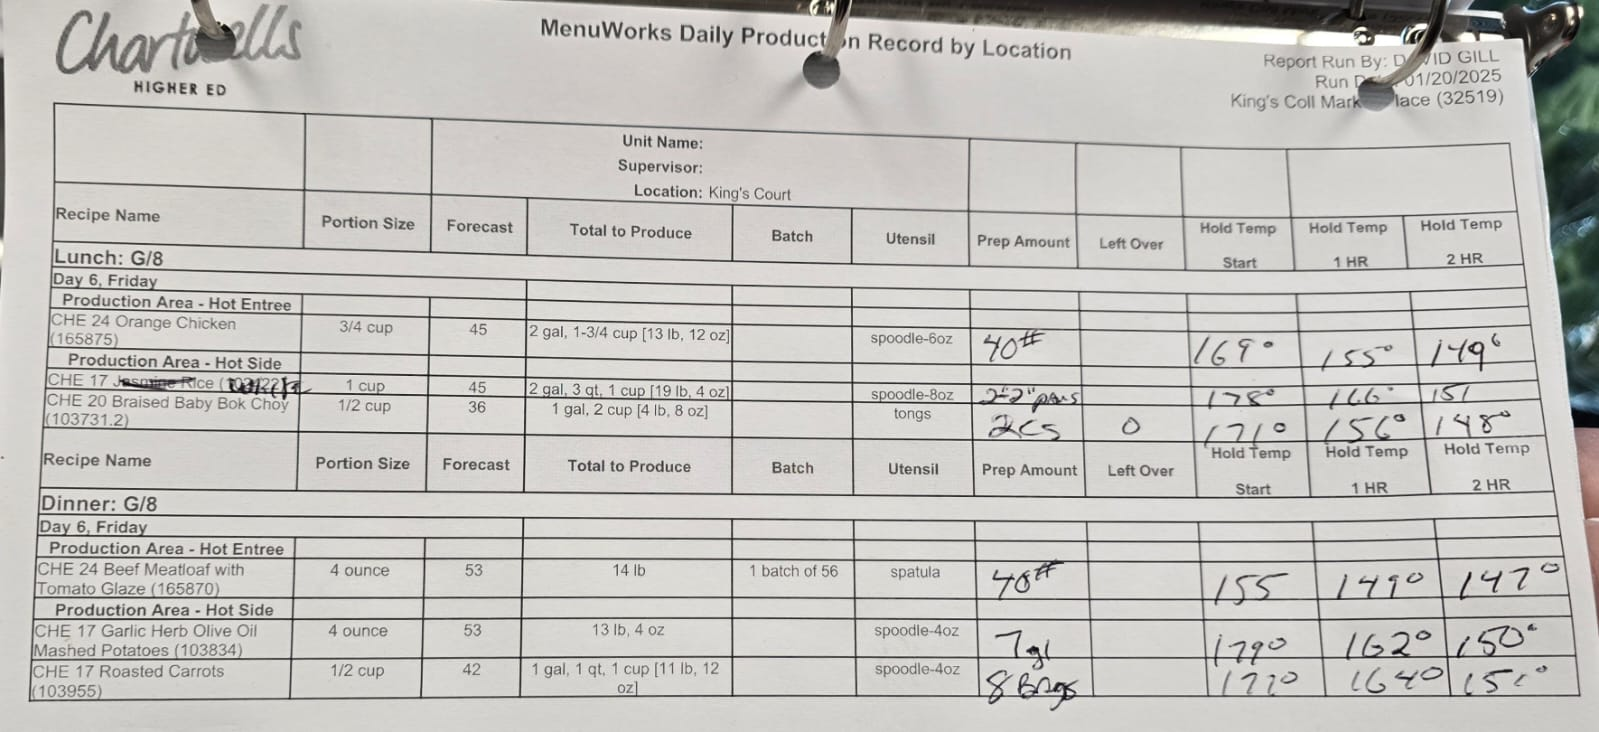 Chartwells
HIGHER ED
MenuWorks Daily Production Record by Location
Report Run By: DAVID GILL
Run Date: 01/20/2025
King's Coll Market Place (32519)
Unit Name:
Supervisor:
Location: King's Court
Recipe Name Portion Size Forecast Total to Produce Batch Utensil Prep Amount Left Over Hold Temp Start Hold Temp 1 HR Hold Temp 2 HR
Lunch: G/8
Day 6, Friday
Production Area - Hot Entree
CHE 24 Orange Chicken (165875) 3/4 cup 45 2 gal, 1-3/4 cup [13 lb, 12 oz] spoodle-6oz 40# 169° 155° 149°
Production Area - Hot Side
CHE 17 Jasmine Rice 1 cup 45 2 gal, 3 qt, 1 cup [19 lb, 4 oz] spoodle-8oz 2-2" pans 178° 166° 151
CHE 20 Braised Baby Bok Choy (103731.2) 1/2 cup 36 1 gal, 2 cup [4 lb, 8 oz] tongs 2cs 0 171° 156° 148°
Recipe Name Portion Size Forecast Total to Produce Batch Utensil Prep Amount Left Over Hold Temp Start Hold Temp 1 HR Hold Temp 2 HR
Dinner: G/8
Day 6, Friday
Production Area - Hot Entree
CHE 24 Beef Meatloaf with Tomato Glaze (165870) 4 ounce 53 14 lb 1 batch of 56 spatula 40# 155 149° 147°
Production Area - Hot Side
CHE 17 Garlic Herb Olive Oil Mashed Potatoes (103834) 4 ounce 53 13 lb, 4 oz spoodle-4oz 7 gl 179° 162° 150°
CHE 17 Roasted Carrots (103955) 1/2 cup 42 1 gal, 1 qt, 1 cup [11 lb, 12 oz] spoodle-4oz 8 Bags 177° 164°